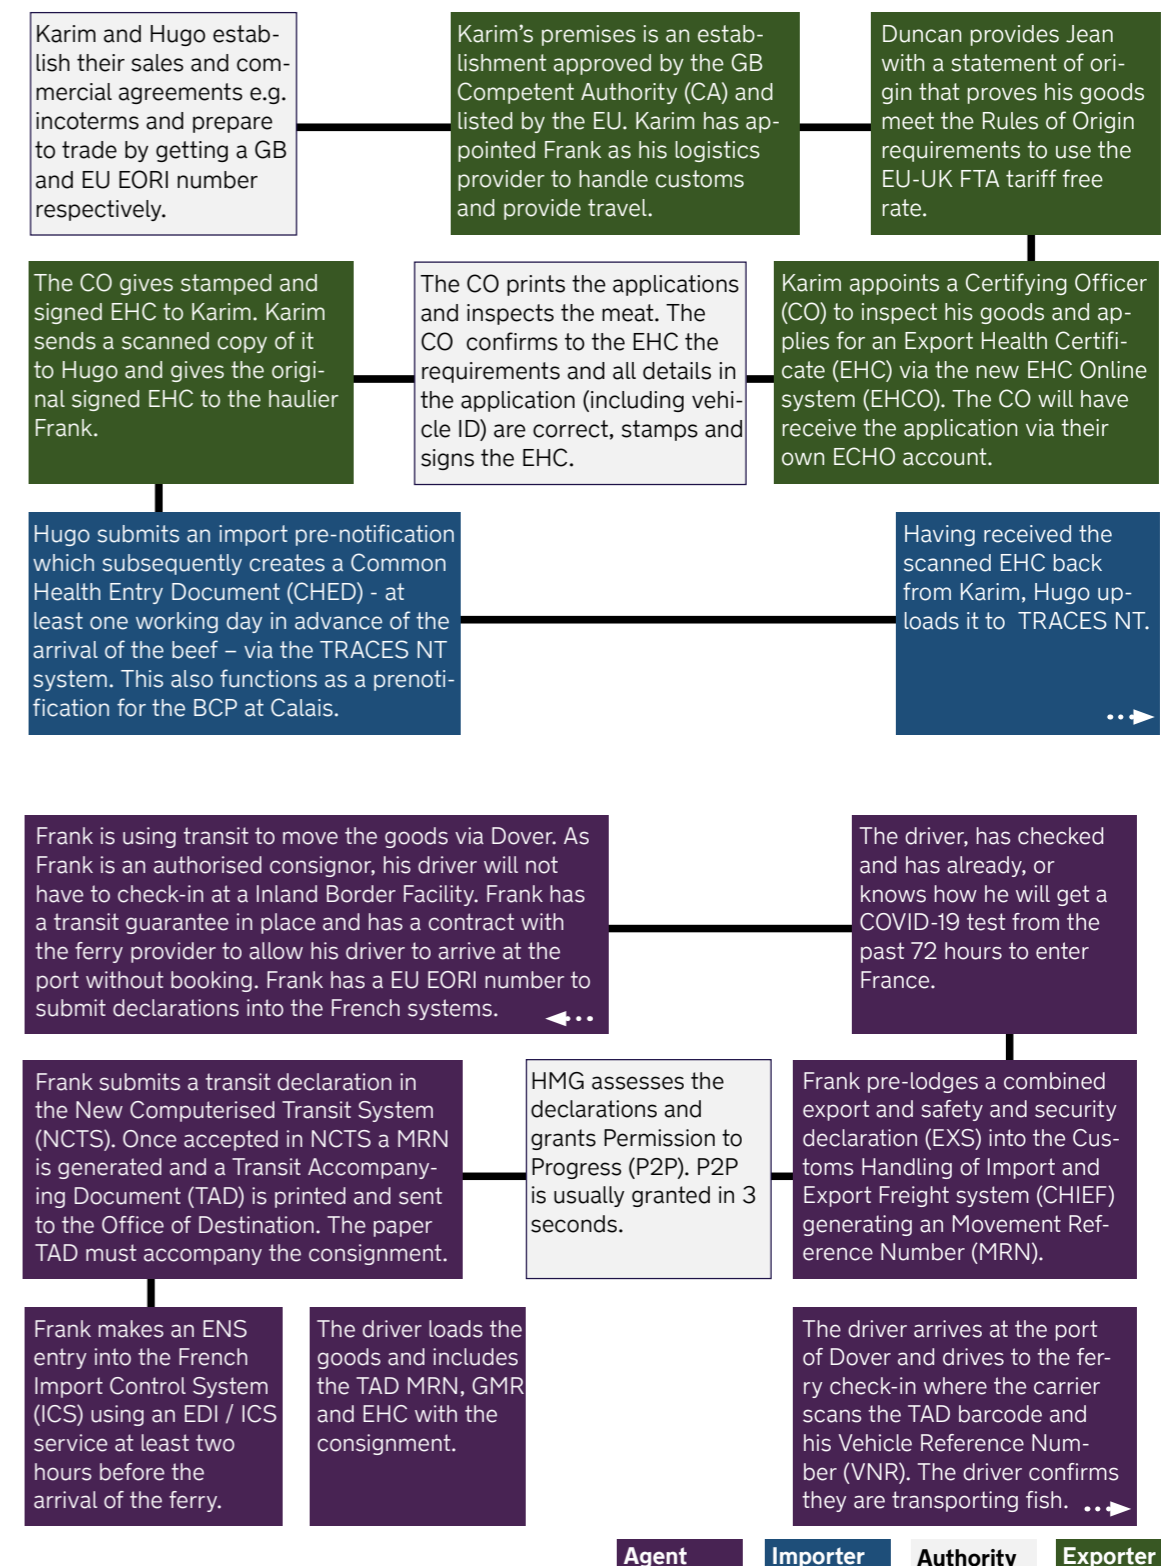 Karim and Hugo estab-
lish their sales and com-
mercial agreements e.g.
incoterms and prepare
to trade by getting a GB
and EU EORI number
respectively.
Karim's premises is an estab-
lishment approved by the GB
Competent Authority (CA) and
listed by the EU. Karim has ap-
pointed Frank as his logistics
provider to handle customs
and provide travel.
Duncan provides Jean
with a statement of ori-
gin that proves his goods
meet the Rules of Origin
requirements to use the
EU-UK FTA tariff free
rate.
The CO gives stamped and
signed EHC to Karim. Karim
sends a scanned copy of it
to Hugo and gives the origi-
nal signed EHC to the haulier
Frank.
The CO prints the applications
and inspects the meat. The
CO  confirms to the EHC the
requirements and all details in
the application (including vehi-
cle ID) are correct, stamps and
signs the EHC.
Karim appoints a Certifying Officer
(CO) to inspect his goods and ap-
plies for an Export Health Certifi-
cate (EHC) via the new EHC Online
system (EHCO). The CO will have
receive the application via their
own ECHO account.
Hugo submits an import pre-notification
which subsequently creates a Common
Health Entry Document (CHED) - at
least one working day in advance of the
arrival of the beef – via the TRACES NT
system. This also functions as a prenoti-
fication for the BCP at Calais.
Having received the
scanned EHC back
from Karim, Hugo up-
loads it to  TRACES NT.
Frank is using transit to move the goods via Dover. As
Frank is an authorised consignor, his driver will not
have to check-in at a Inland Border Facility. Frank has
a transit guarantee in place and has a contract with
the ferry provider to allow his driver to arrive at the
port without booking. Frank has a EU EORI number to
submit declarations into the French systems.
The driver, has checked
and has already, or
knows how he will get a
COVID-19 test from the
past 72 hours to enter
France.
Frank submits a transit declaration in
the New Computerised Transit System
(NCTS). Once accepted in NCTS a MRN
is generated and a Transit Accompany-
ing Document (TAD) is printed and sent
to the Office of Destination. The paper
TAD must accompany the consignment.
HMG assesses the
declarations and
grants Permission to
Progress (P2P). P2P
is usually granted in 3
seconds.
Frank pre-lodges a combined
export and safety and security
declaration (EXS) into the Cus-
toms Handling of Import and
Export Freight system (CHIEF)
generating an Movement Ref-
erence Number (MRN).
Frank makes an ENS
entry into the French
Import Control System
(ICS) using an EDI / ICS
service at least two
hours before the
arrival of the ferry.
The driver loads the
goods and includes
the TAD MRN, GMR
and EHC with the
consignment.
The driver arrives at the port
of Dover and drives to the fer-
ry check-in where the carrier
scans the TAD barcode and
his Vehicle Reference Num-
ber (VNR). The driver confirms
they are transporting fish.
Agent
Importer
Authority
Exporter